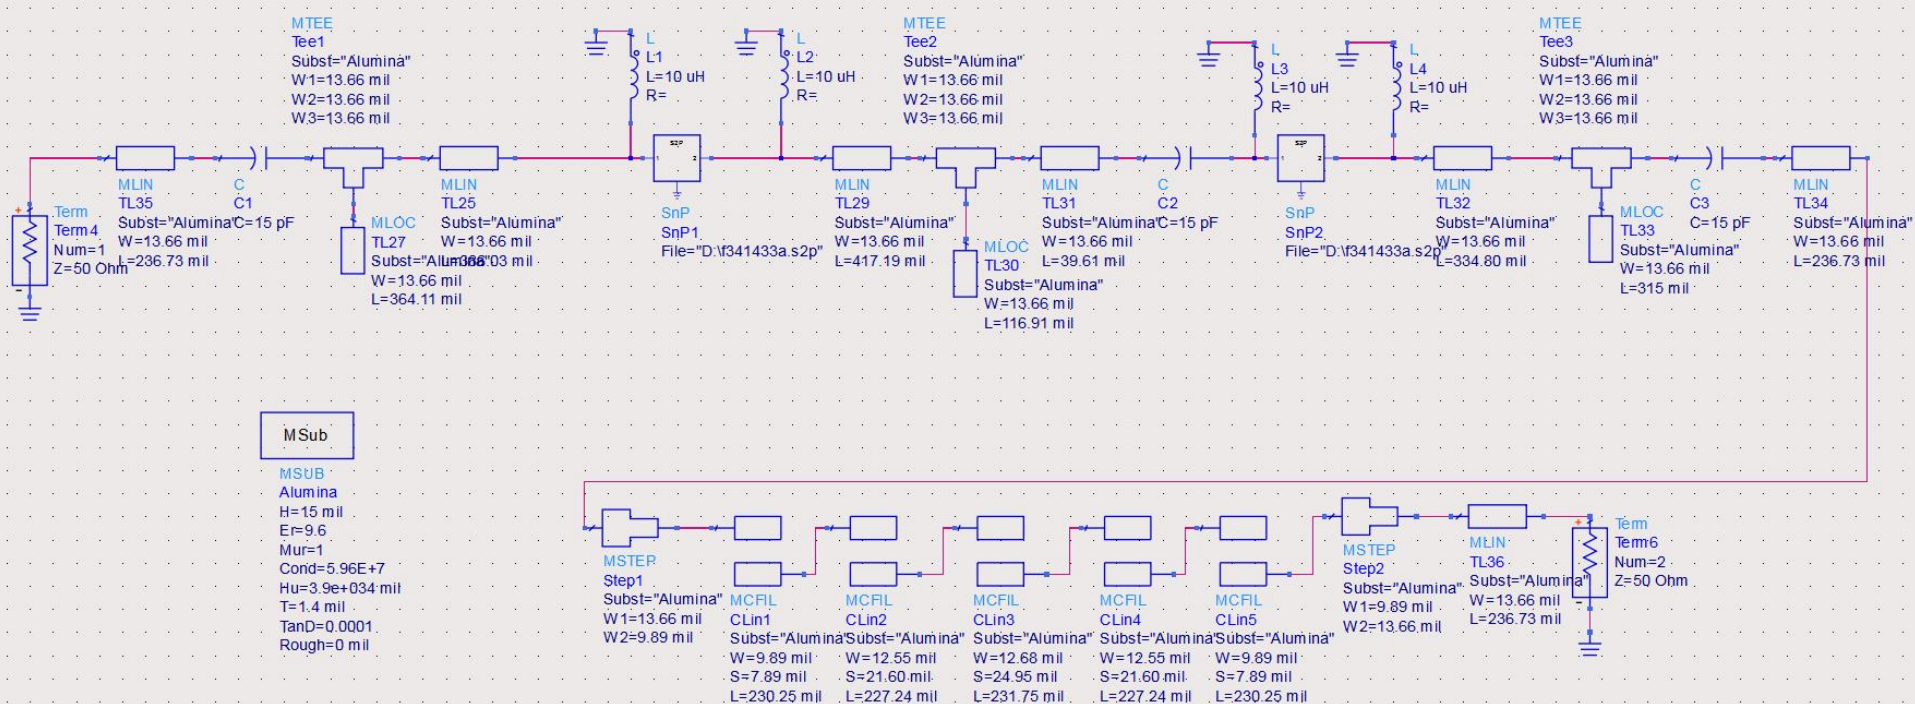 MTEE
Tee1
Subst="Alumina"
W1=13.66 mil
W2=13.66 mil
W3=13.66 mil
L
L1
L=10 uH
R=
L
L2
L=10 uH
R=
MTEE
Tee2
Subst="Alumina"
W1=13.66 mil
W2=13.66 mil
W3=13.66 mil
L
L3
L=10 uH
R=
L
L4
L=10 uH
R=
MTEE
Tee3
Subst="Alumina"
W1=13.66 mil
W2=13.66 mil
W3=13.66 mil
Term
Term4
Num=1
Z=50 Ohm
MLIN
TL35
Subst="Alumina"
W=13.66 mil
L=236.73 mil
C
C1
C=15 pF
MLOC
TL27
Subst="Alumina"
W=13.66 mil
L=364.11 mil
MLIN
TL25
Subst="Alumina"
W=13.66 mil
S2P
1
2
SnP
SnP1
File="D:\f341433a.s2p"
MLIN
TL29
Subst="Alumina"
W=13.66 mil
L=417.19 mil
MLOC
TL30
Subst="Alumina"
W=13.66 mil
L=116.91 mil
MLIN
TL31
Subst="Alumina"
W=13.66 mil
L=39.61 mil
C
C2
C=15 pF
S2P
1
2
SnP
SnP2
File="D:\f341433a.s2p"
MLIN
TL32
Subst="Alumina"
W=13.66 mil
L=334.80 mil
MLOC
TL33
Subst="Alumina"
W=13.66 mil
L=315 mil
C
C3
C=15 pF
MLIN
TL34
Subst="Alumina"
W=13.66 mil
L=236.73 mil
MSub
MSUB
Alumina
H=15 mil
Er=9.6
Mur=1
Cond=5.96E+7
Hu=3.9e+034 mil
T=1.4 mil
TanD=0.0001
Rough=0 mil
MSTEP
Step1
Subst="Alumina"
W1=13.66 mil
W2=9.89 mil
MCFIL
CLin1
Subst="Alumina"
W=9.89 mil
S=7.89 mil
L=230.25 mil
MCFIL
CLin2
Subst="Alumina"
W=12.55 mil
S=21.60 mil
L=227.24 mil
MCFIL
CLin3
Subst="Alumina"
W=12.68 mil
S=24.95 mil
L=231.75 mil
MCFIL
CLin4
Subst="Alumina"
W=12.55 mil
S=21.60 mil
L=227.24 mil
MCFIL
CLin5
Subst="Alumina"
W=9.89 mil
S=7.89 mil
L=230.25 mil
MSTEP
Step2
Subst="Alumina"
W1=9.89 mil
W2=13.66 mil
MLIN
TL36
Subst="Alumina"
W=13.66 mil
L=236.73 mil
Term
Term6
Num=2
Z=50 Ohm